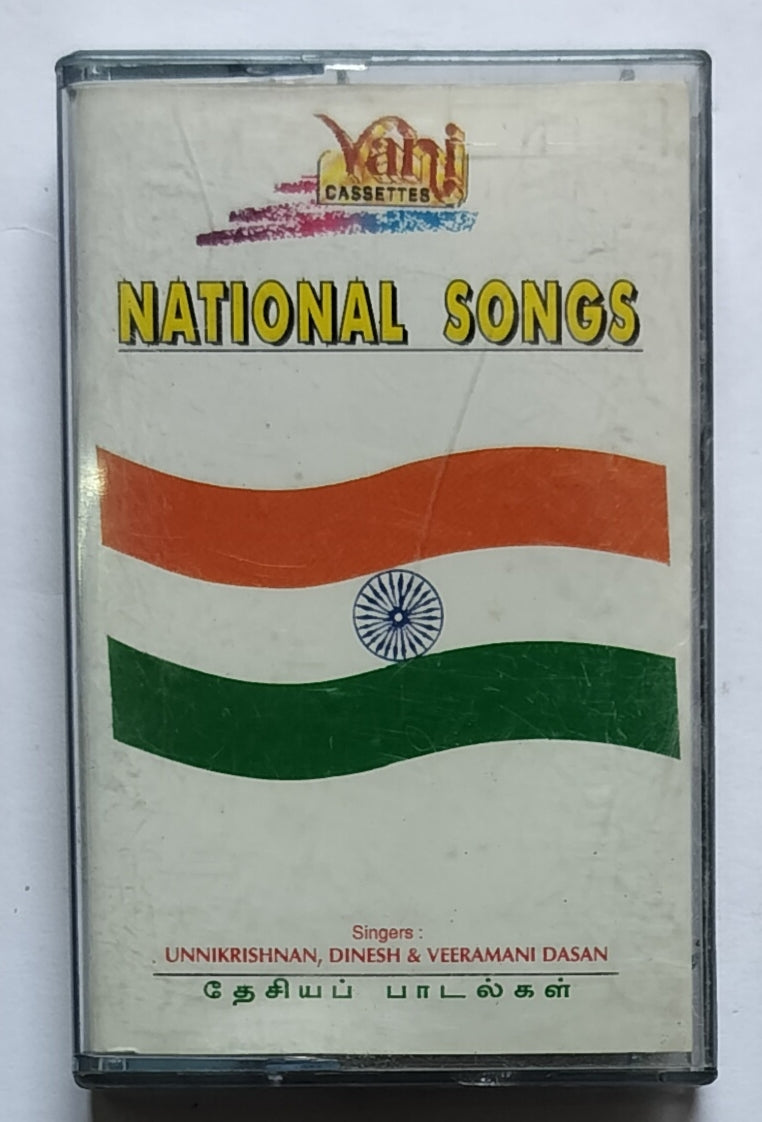 Vani
CASSETTES
NATIONAL SONGS
Singers :
UNNIKRISHNAN, DINESH & VEERAMANI DASAN
தேசியப் பாடல்கள்